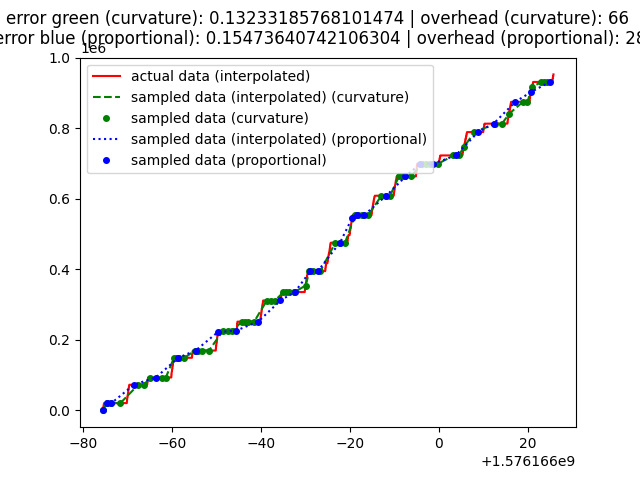 error green (curvature): 0.13233185768101474 | overhead (curvature): 66
error blue (proportional): 0.15473640742106304 | overhead (proportional): 28
1e6
actual data (interpolated)
sampled data (interpolated) (curvature)
sampled data (curvature)
sampled data (interpolated) (proportional)
sampled data (proportional)
1.0
0.8
0.6
0.4
0.2
0.0
−80
−60
−40
−20
0
20
+1.576166e9